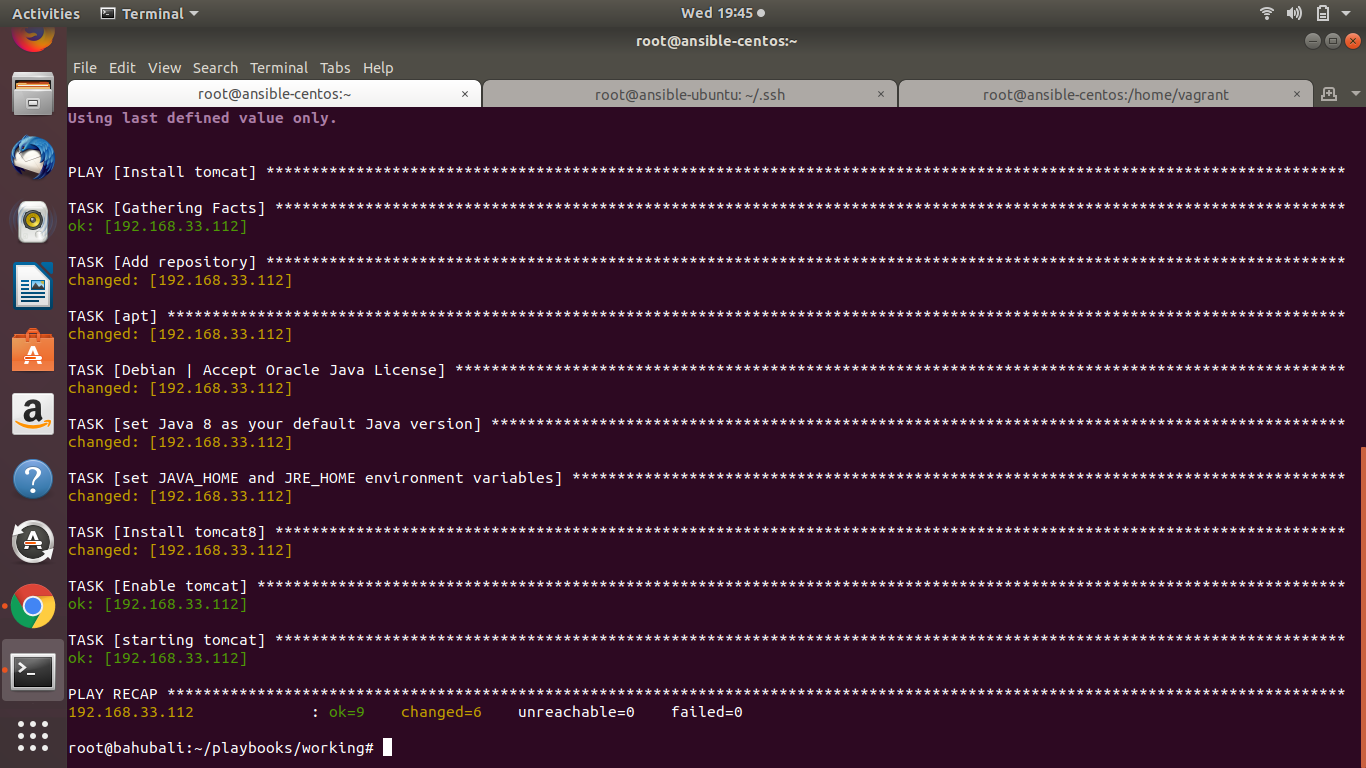 Activities Terminal Wed 19:45
root@ansible-centos:~
File Edit View Search Terminal Tabs Help
root@ansible-centos:~ × root@ansible-ubuntu: ~/.ssh × root@ansible-centos:/home/vagrant ×
Using last defined value only.
PLAY [Install tomcat] ************************************************************************************************************************
TASK [Gathering Facts] ***********************************************************************************************************************
ok: [192.168.33.112]
TASK [Add repository] ************************************************************************************************************************
changed: [192.168.33.112]
TASK [apt] ***********************************************************************************************************************************
changed: [192.168.33.112]
TASK [Debian | Accept Oracle Java License] ***************************************************************************************************
changed: [192.168.33.112]
TASK [set Java 8 as your default Java version] ***********************************************************************************************
changed: [192.168.33.112]
TASK [set JAVA_HOME and JRE_HOME environment variables] **************************************************************************************
changed: [192.168.33.112]
TASK [Install tomcat8] ***********************************************************************************************************************
changed: [192.168.33.112]
TASK [Enable tomcat] *************************************************************************************************************************
ok: [192.168.33.112]
TASK [starting tomcat] ***********************************************************************************************************************
ok: [192.168.33.112]
PLAY RECAP ***********************************************************************************************************************************
192.168.33.112 : ok=9 changed=6 unreachable=0 failed=0
root@bahubali:~/playbooks/working#